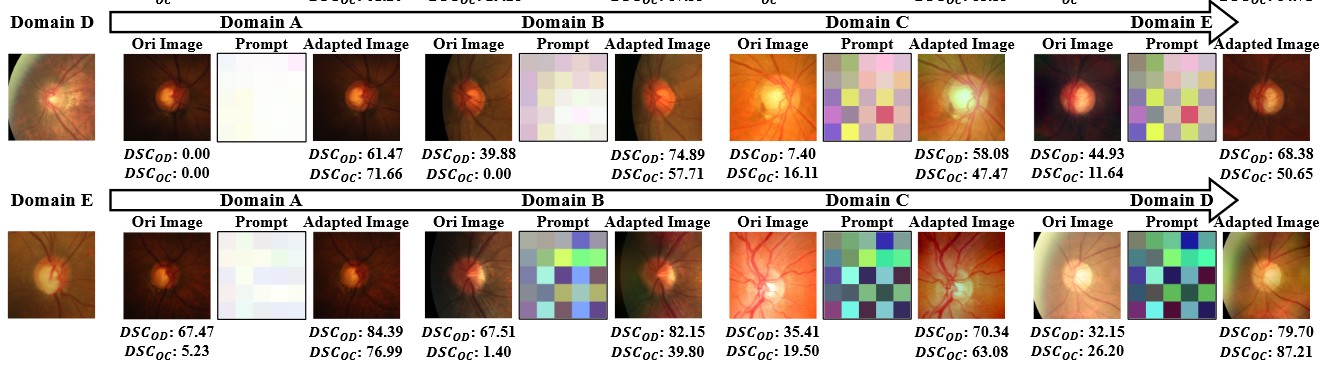 Domain D Domain A Domain B Domain C Domain E
Ori Image Prompt Adapted Image Ori Image Prompt Adapted Image Ori Image Prompt Adapted Image Ori Image Prompt Adapted Image
DSC_OD: 0.00 DSC_OD: 61.47 DSC_OD: 39.88 DSC_OD: 74.89 DSC_OD: 7.40 DSC_OD: 58.08 DSC_OD: 44.93 DSC_OD: 68.38
DSC_OC: 0.00 DSC_OC: 71.66 DSC_OC: 0.00 DSC_OC: 57.71 DSC_OC: 16.11 DSC_OC: 47.47 DSC_OC: 11.64 DSC_OC: 50.65
Domain E Domain A Domain B Domain C Domain D
Ori Image Prompt Adapted Image Ori Image Prompt Adapted Image Ori Image Prompt Adapted Image Ori Image Prompt Adapted Image
DSC_OD: 67.47 DSC_OD: 84.39 DSC_OD: 67.51 DSC_OD: 82.15 DSC_OD: 35.41 DSC_OD: 70.34 DSC_OD: 32.15 DSC_OD: 79.70
DSC_OC: 5.23 DSC_OC: 76.99 DSC_OC: 1.40 DSC_OC: 39.80 DSC_OC: 19.50 DSC_OC: 63.08 DSC_OC: 26.20 DSC_OC: 87.21